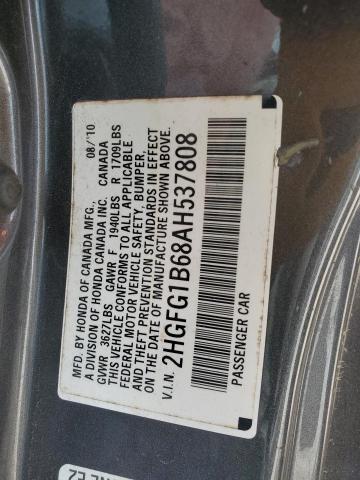 MFD. BY HONDA OF CANADA MFG., 08/'10
A DIVISION OF HONDA CANADA INC. CANADA
GVWR 3627LBS GAWR F 1940LBS R 1709LBS
THIS VEHICLE CONFORMS TO ALL APPLICABLE
FEDERAL MOTOR VEHICLE SAFETY, BUMPER,
AND THEFT PREVENTION STANDARDS IN EFFECT
ON THE DATE OF MANUFACTURE SHOWN ABOVE.
V.I.N. 2HGFG1B68AH537808
PASSENGER CAR